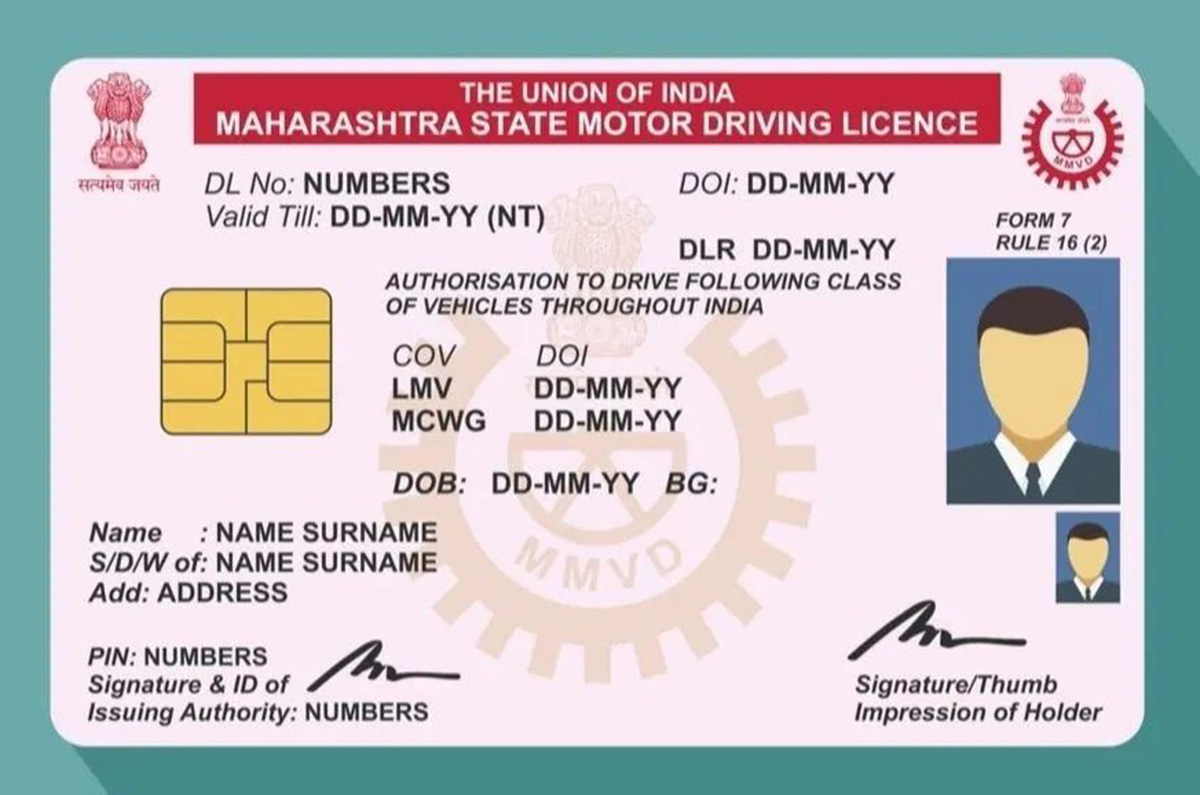 THE UNION OF INDIA
MAHARASHTRA STATE MOTOR DRIVING LICENCE
सत्यमेव जयते
MMVD
DL No: NUMBERS DOI: DD-MM-YY
Valid Till: DD-MM-YY (NT)
FORM 7
RULE 16 (2)
DLR DD-MM-YY
AUTHORISATION TO DRIVE FOLLOWING CLASS
OF VEHICLES THROUGHOUT INDIA
COV DOI
LMV DD-MM-YY
MCWG DD-MM-YY
DOB: DD-MM-YY BG:
MMVD
Name : NAME SURNAME
S/D/W of: NAME SURNAME
Add: ADDRESS
PIN: NUMBERS
Signature & ID of
Issuing Authority: NUMBERS
Signature/Thumb
Impression of Holder